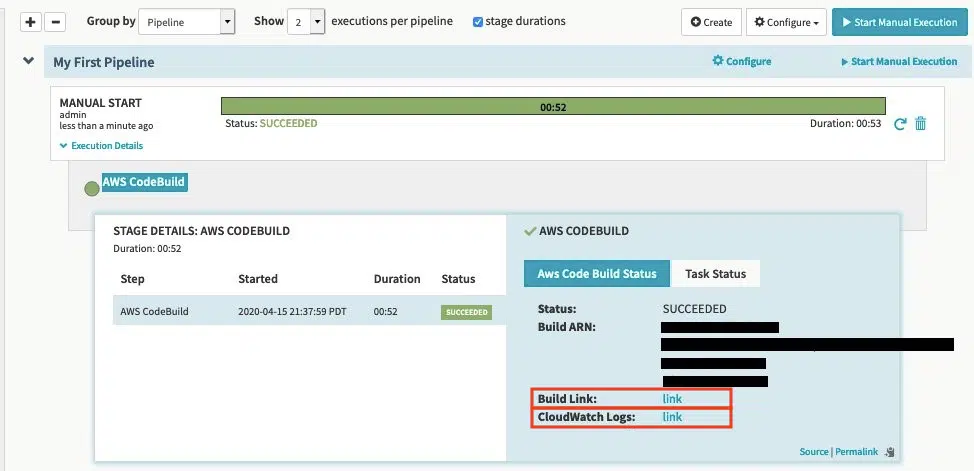 Group by Pipeline Show 2 executions per pipeline stage durations Create Configure Start Manual Execution
My First Pipeline Configure Start Manual Execution
MANUAL START
admin
less than a minute ago
00:52
Status: SUCCEEDED Duration: 00:53
Execution Details
AWS CodeBuild
STAGE DETAILS: AWS CODEBUILD
Duration: 00:52
Step Started Duration Status
AWS CodeBuild 2020-04-15 21:37:59 PDT 00:52 SUCCEEDED
AWS CODEBUILD
Aws Code Build Status Task Status
Status: SUCCEEDED
Build ARN:
Build Link: link
CloudWatch Logs: link
Source | Permalink